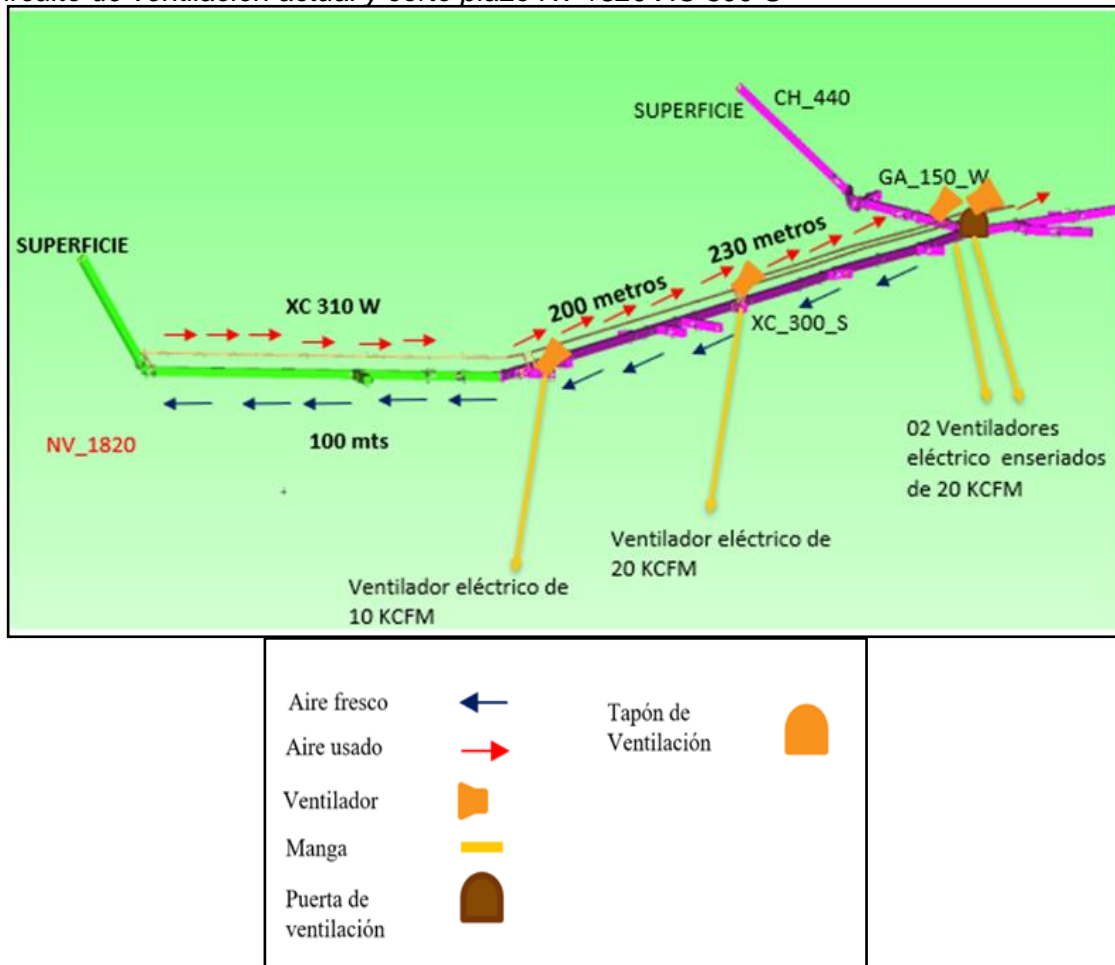 SUPERFICIE
CH_440
GA_150_W
SUPERFICIE
XC 310 W
200 metros
230 metros
XC_300_S
NV_1820
100 mts
02 Ventiladores
eléctrico enseriados
de 20 KCFM
Ventilador eléctrico de
20 KCFM
Ventilador eléctrico de
10 KCFM
Aire fresco
Aire usado
Ventilador
Manga
Puerta de
ventilación
Tapón de
Ventilación